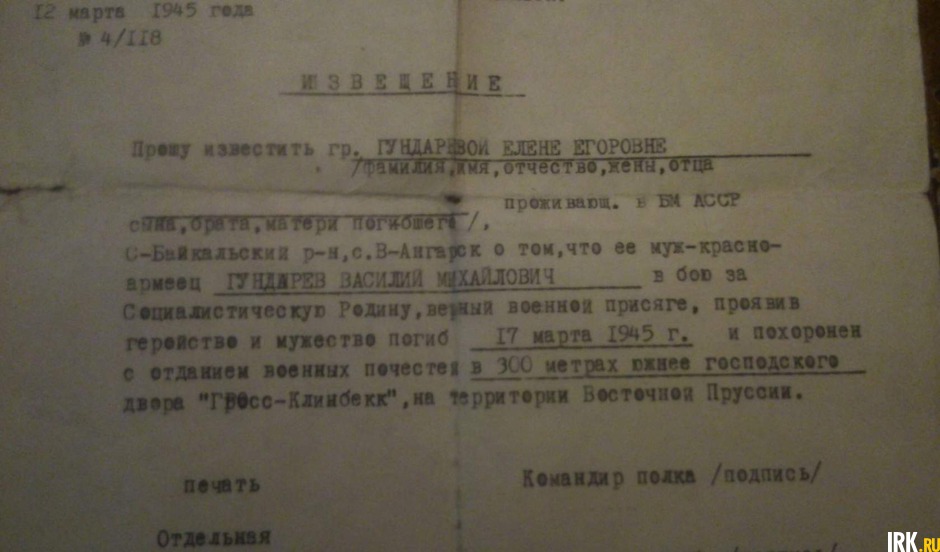 12 марта 1945 года
№ 4/118
ИЗВЕЩЕНИЕ
Прошу известить гр. ГУНДАРЕВОЙ ЕЛЕНЕ ЕГОРОВНЕ
/фамилия,имя,отчество,жены,отца
проживающ. в БМ АССР
сына,брата,матери погибшего/,
С-Байкальский р-н,с.В-Ангарск о том,что ее муж-красно-
армеец ГУНДАРЕВ ВАСИЛИЙ МИХАЙЛОВИЧ в бою за
Социалистическую Родину,верный военной присяге, проявив
геройство и мужество погиб 17 марта 1945 г. и похоронен
с отданием военных почестей в 300 метрах южнее господского
двора "Гросс-Клинбекк",на территории Восточной Пруссии.
печать Командир полка /подпись/
Отдельная
IRK.RU